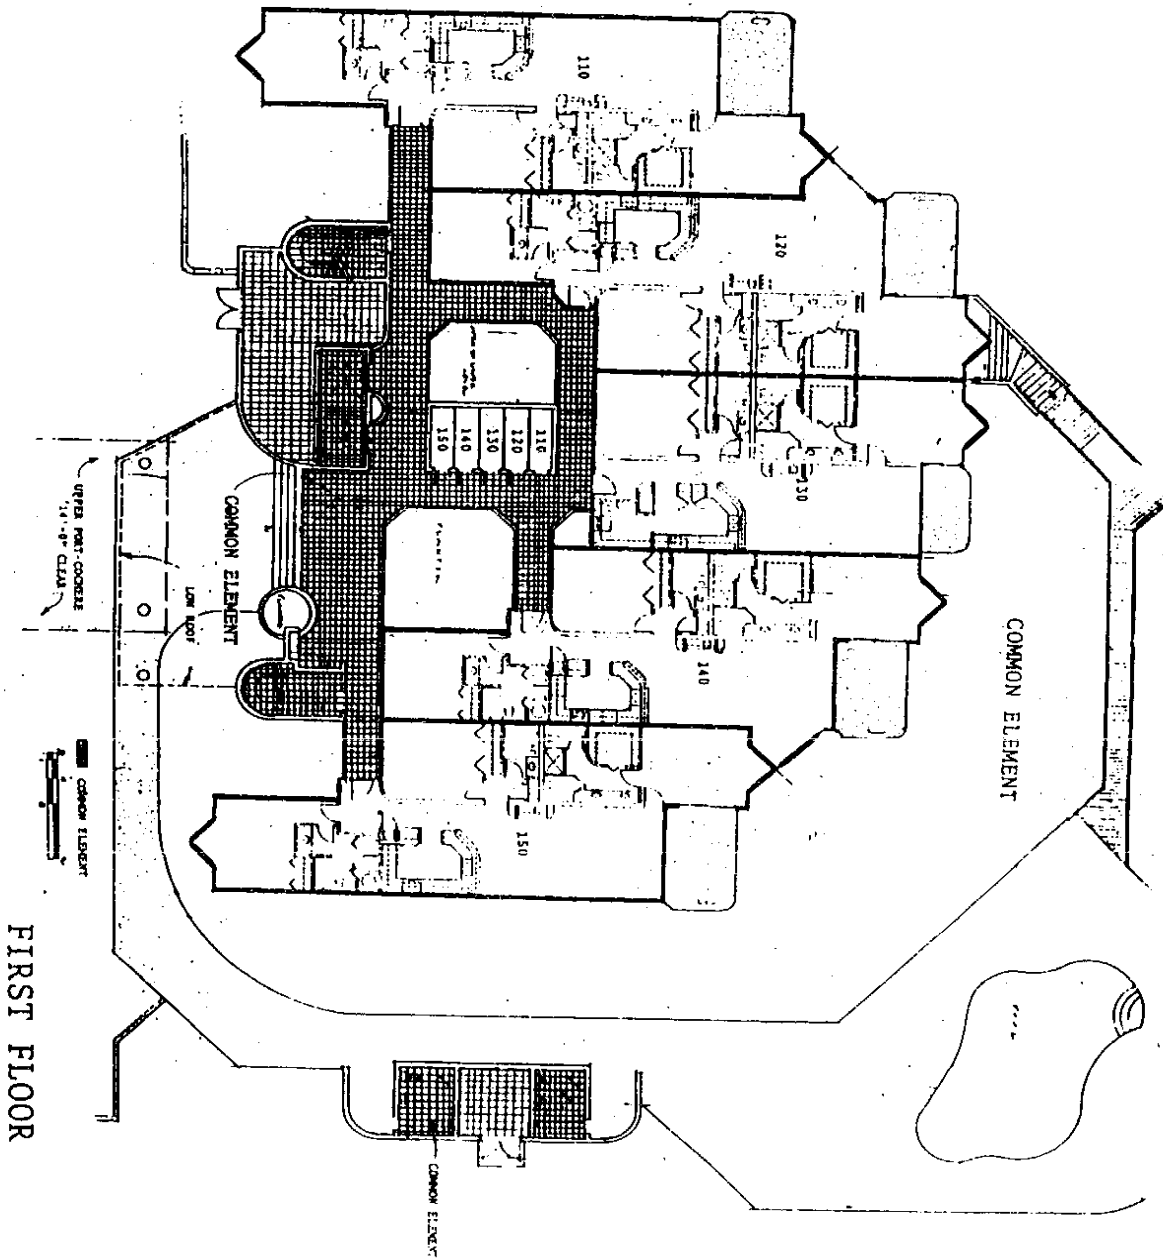 110
120
130
140
150
150
140
130
120
110
COMMON ELEMENT
COMMON ELEMENT
LOW ROOF
UPPER PORT-COCHERE
14'-0" CLEAR
COMMON ELEMENT
COMMON ELEMENT
FIRST FLOOR